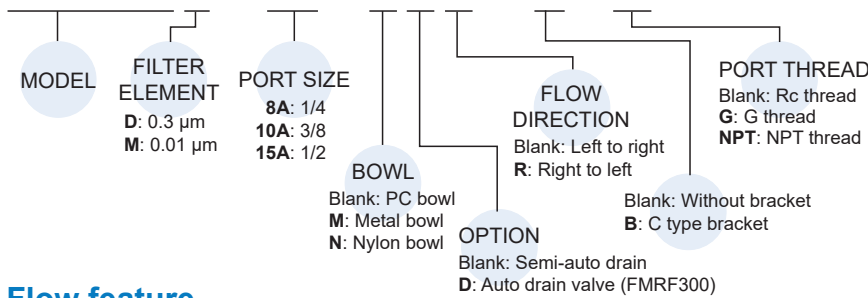 MODEL
FILTER
ELEMENT
D: 0.3 μm
M: 0.01 μm
PORT SIZE
8A: 1/4
10A: 3/8
15A: 1/2
BOWL
Blank: PC bowl
M: Metal bowl
N: Nylon bowl
OPTION
Blank: Semi-auto drain
D: Auto drain valve (FMRF300)
FLOW
DIRECTION
Blank: Left to right
R: Right to left
Blank: Without bracket
B: C type bracket
PORT THREAD
Blank: Rc thread
G: G thread
NPT: NPT thread
Flow feature